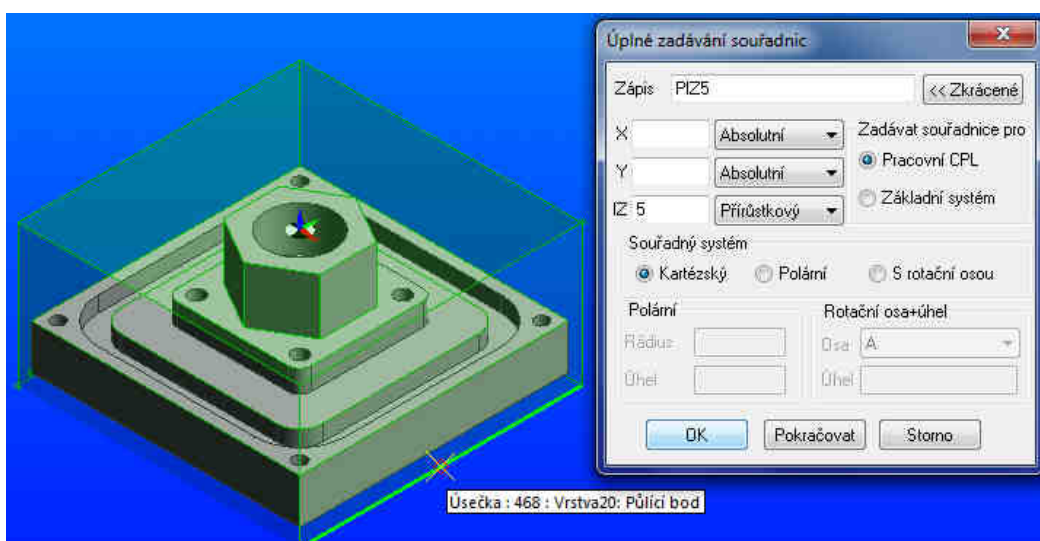 Úplné zadávání souřadnic
Zápis PIZ5 << Zkrácené
X Absolutní Zadávat souřadnice pro
Y Absolutní Pracovní CPL
IZ 5 Přírůstkový Základní systém
Souřadný systém
Kartézský Polární S rotační osou
Polární Rotační osa+úhel
Rádius Osa A
Úhel Úhel
OK Pokračovat Storno
Úsečka : 468 : Vrstva20: Půlící bod